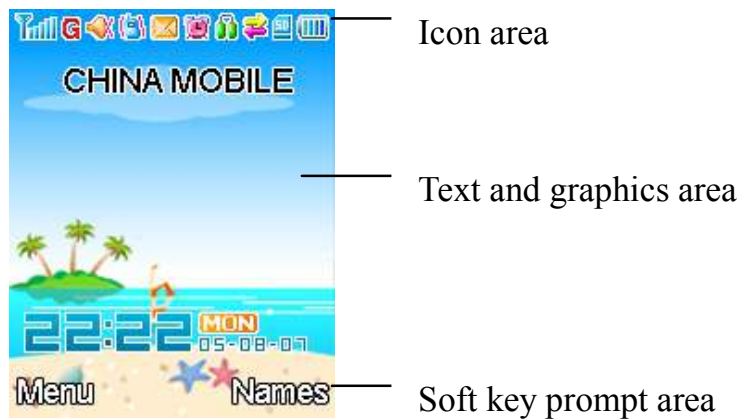 G
SD
Icon area
CHINA MOBILE
Text and graphics area
22:22 MON
05-08-07
Menu Names
Soft key prompt area